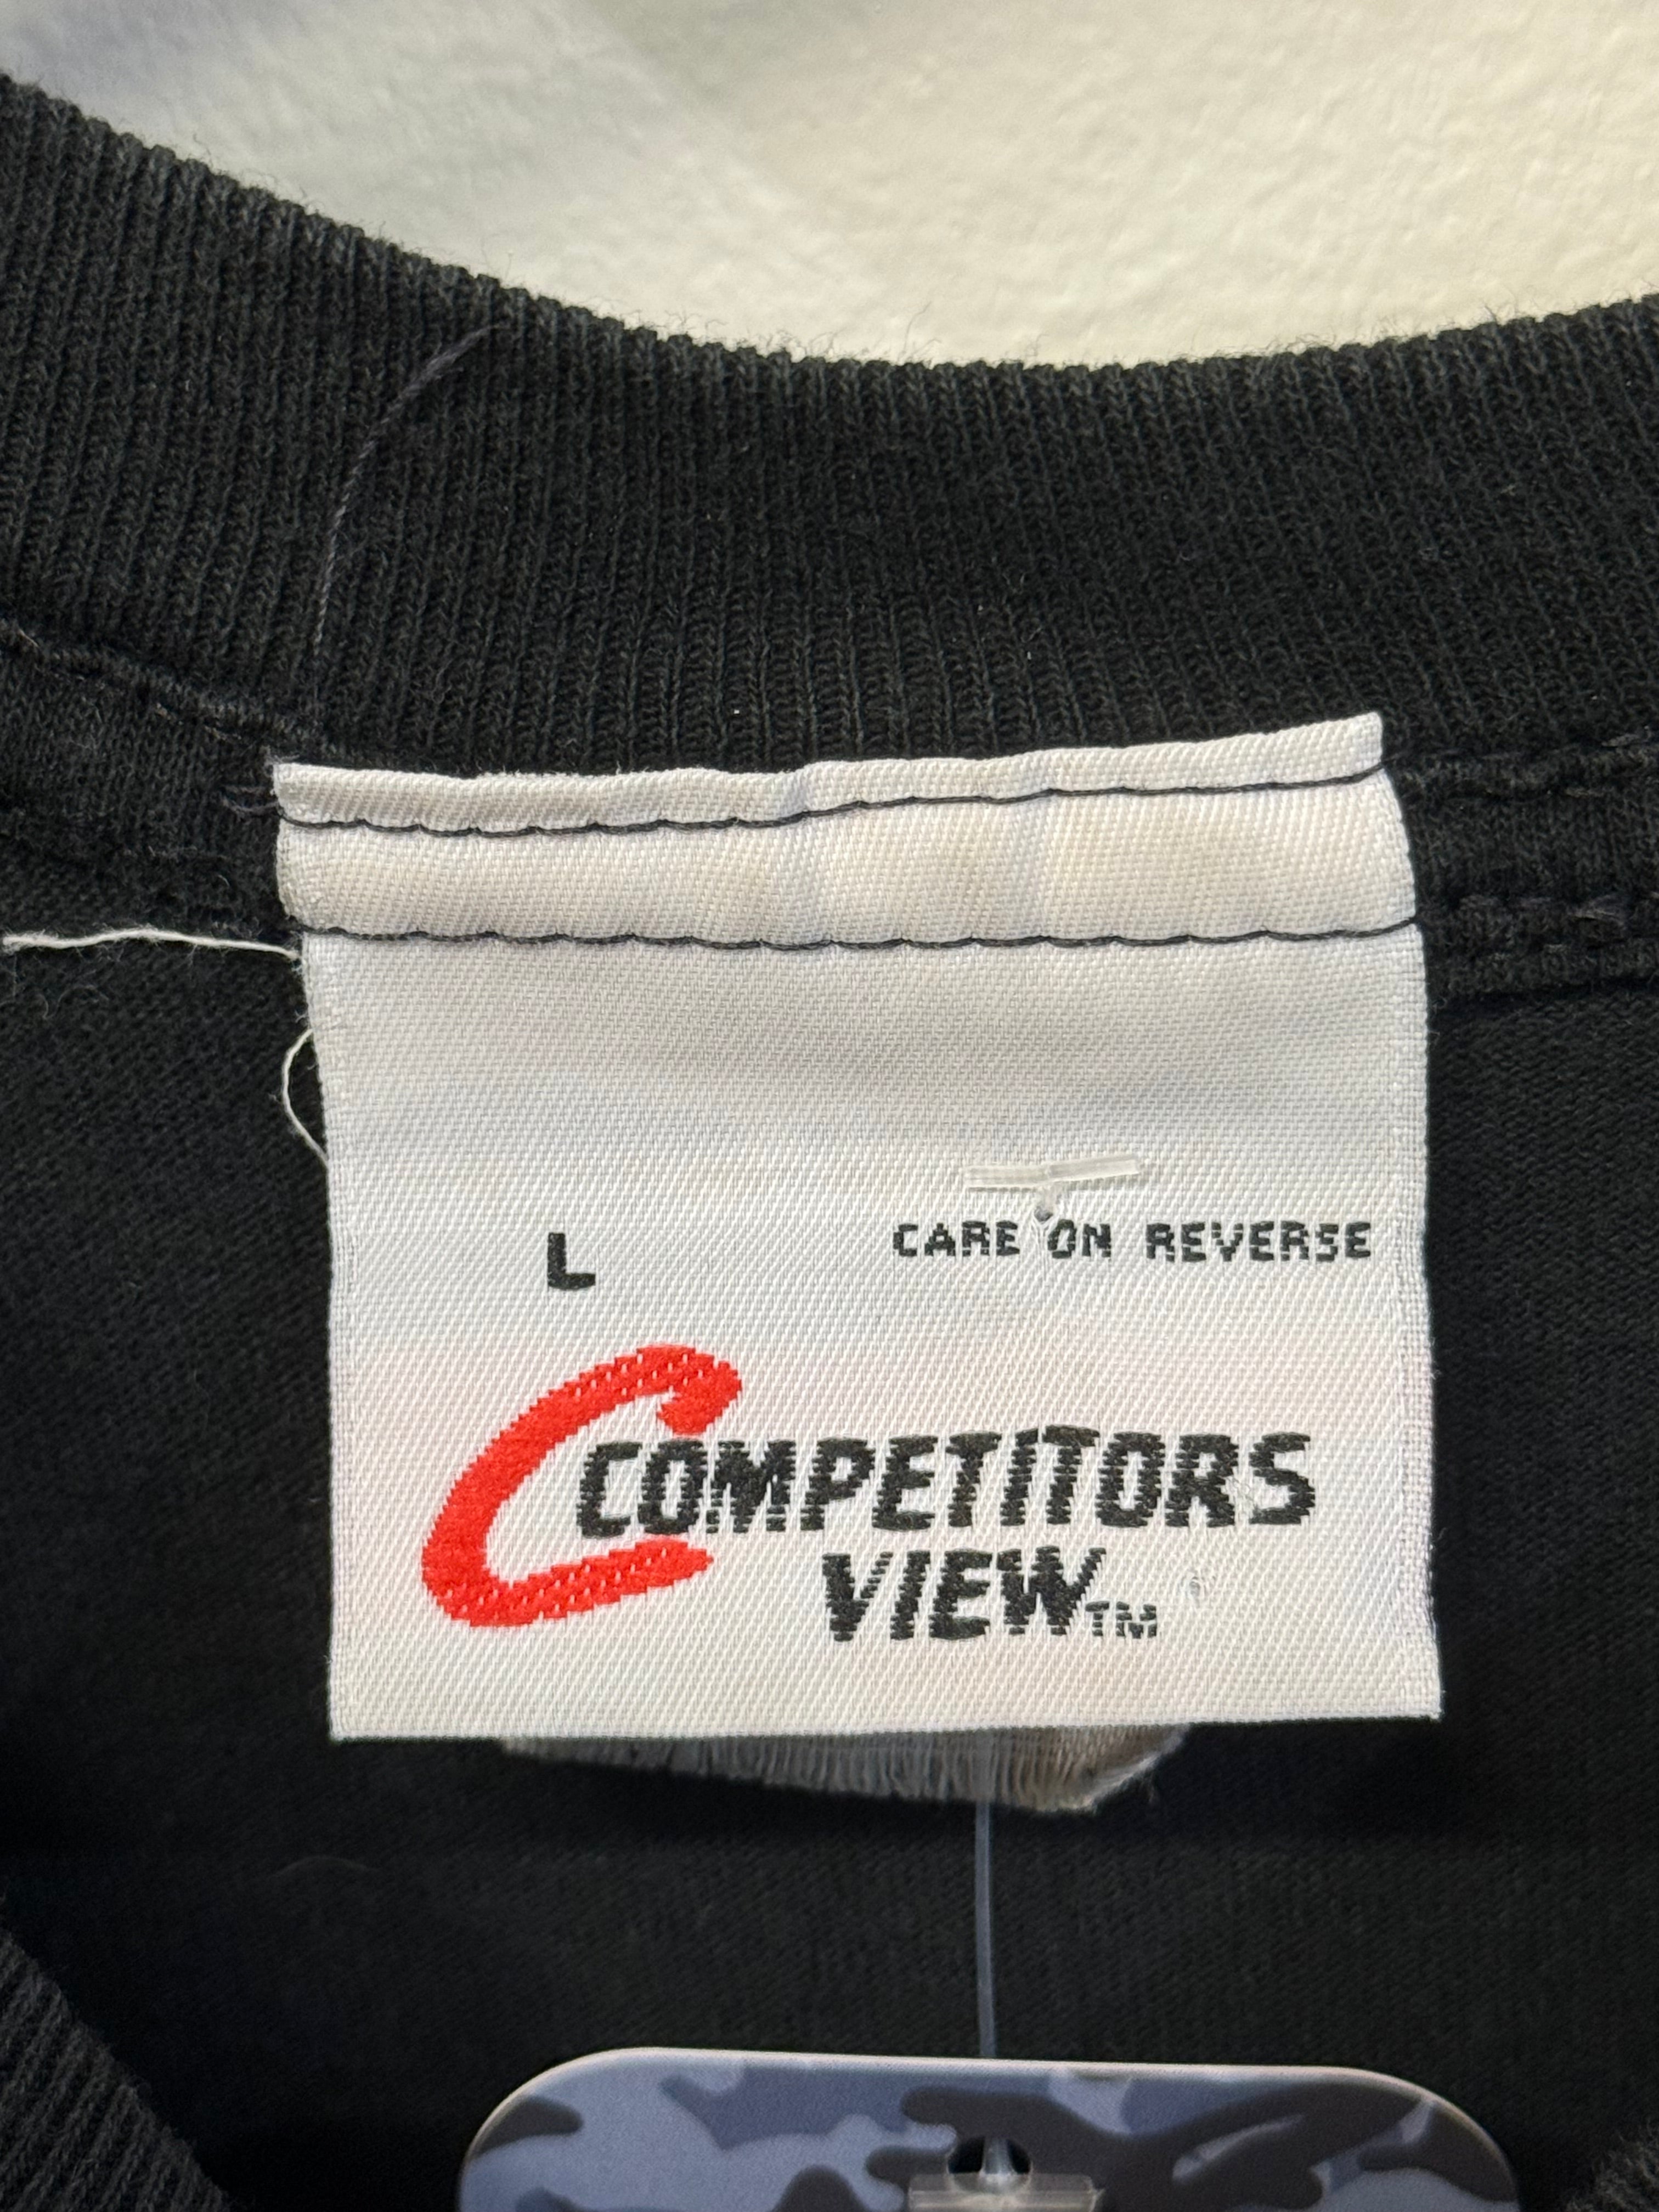 L
CARE ON REVERSE
COMPETITORS
VIEW™